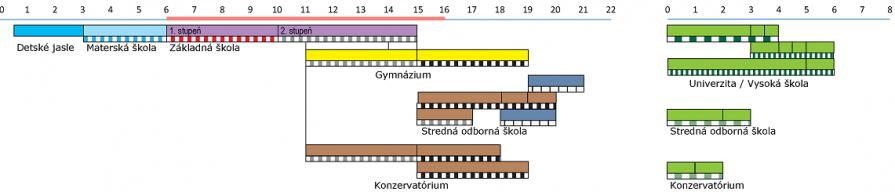 0 1 2 3 4 5 6 7 8 9 10 11 12 13 14 15 16 17 18 19 20 21 22 0 1 2 3 4 5 6 7 8
1. stupeň 2. stupeň
Detské jasle Materská škola Základná škola
Gymnázium
Univerzita / Vysoká škola
Stredná odborná škola Stredná odborná škola
Konzervatórium Konzervatórium